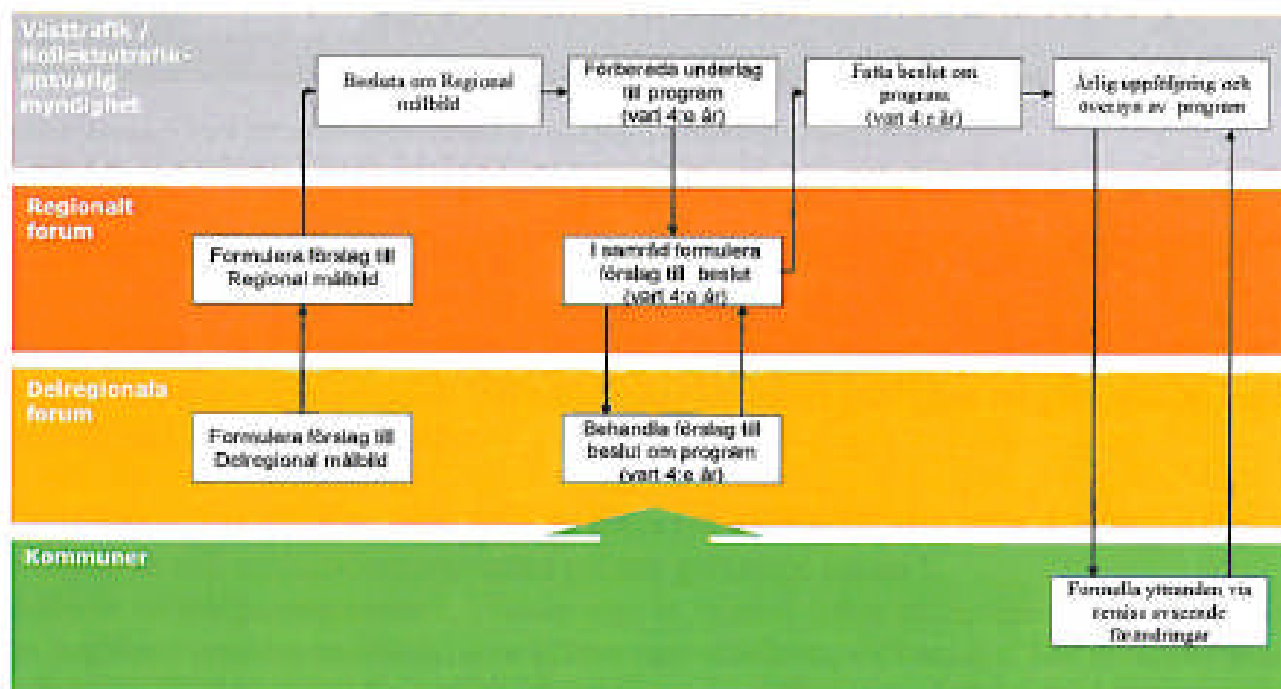 Västtrafik /
Kollektivtrafik-
ansvarig
myndighet
Besluta om Regional
målbild
Förbereda underlag
till program
(vart 4:e år)
Fatta beslut om
program
(vart 4:e år)
Årlig uppföljning och
översyn av program
Regionalt
forum
Formulera förslag till
Regional målbild
I samråd formulera
förslag till beslut
(vart 4:e år)
Delregionala
forum
Formulera förslag till
Delregional målbild
Behandla förslag till
beslut om program
(vart 4:e år)
Kommuner
Formella yttranden via
remiss avseende
förändringar